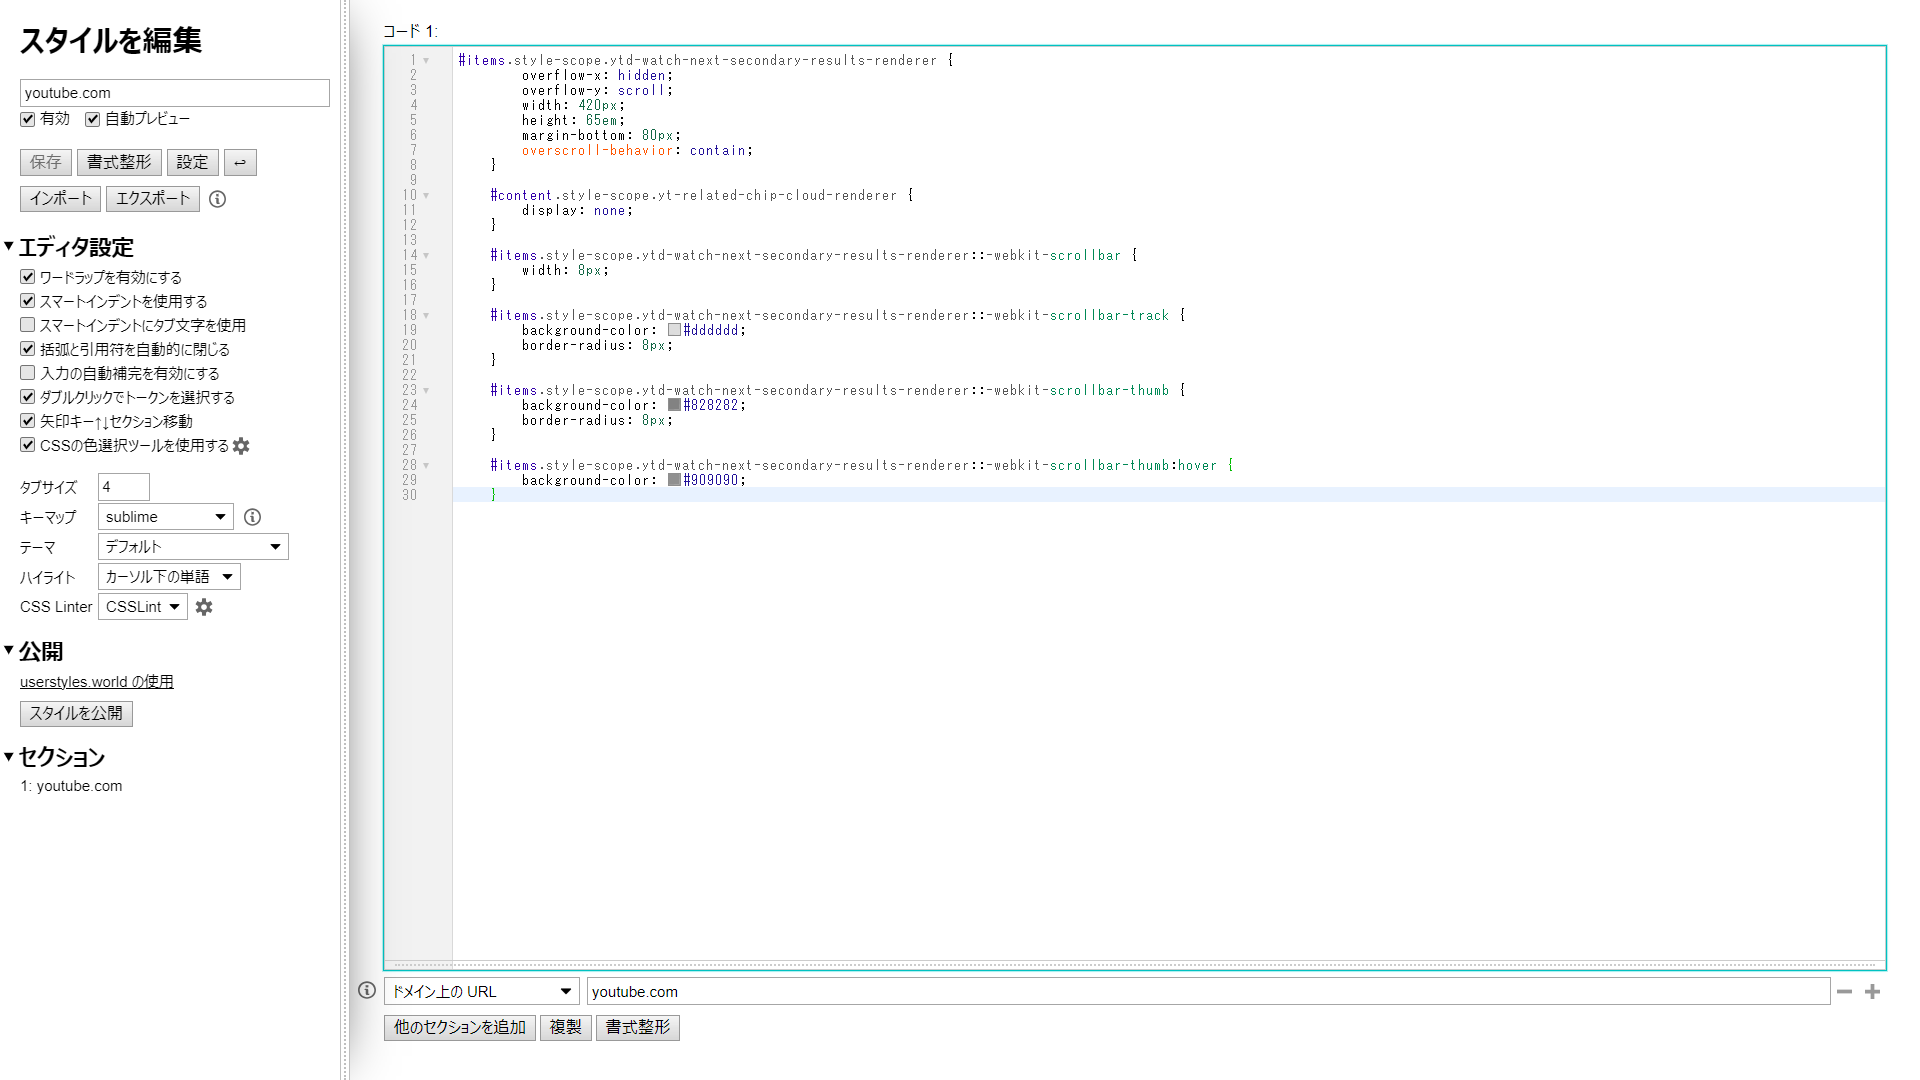 スタイルを編集
youtube.com
有効 自動プレビュー
保存 書式整形 設定 ↩
インポート エクスポート
エディタ設定
ワードラップを有効にする
スマートインデントを使用する
スマートインデントにタブ文字を使用
括弧と引用符を自動的に閉じる
入力の自動補完を有効にする
ダブルクリックでトークンを選択する
矢印キー↑↓セクション移動
CSSの色選択ツールを使用する
タブサイズ 4
キーマップ sublime
テーマ デフォルト
ハイライト カーソル下の単語
CSS Linter CSSLint
公開
userstyles.world の使用
スタイルを公開
セクション
1: youtube.com
コード 1:
1 #items.style-scope.ytd-watch-next-secondary-results-renderer {
2 overflow-x: hidden;
3 overflow-y: scroll;
4 width: 420px;
5 height: 65em;
6 margin-bottom: 80px;
7 overscroll-behavior: contain;
8 }
9
10 #content.style-scope.yt-related-chip-cloud-renderer {
11 display: none;
12 }
13
14 #items.style-scope.ytd-watch-next-secondary-results-renderer::-webkit-scrollbar {
15 width: 8px;
16 }
17
18 #items.style-scope.ytd-watch-next-secondary-results-renderer::-webkit-scrollbar-track {
19 background-color: #dddddd;
20 border-radius: 8px;
21 }
22
23 #items.style-scope.ytd-watch-next-secondary-results-renderer::-webkit-scrollbar-thumb {
24 background-color: #828282;
25 border-radius: 8px;
26 }
27
28 #items.style-scope.ytd-watch-next-secondary-results-renderer::-webkit-scrollbar-thumb:hover {
29 background-color: #909090;
30 }
ドメイン上の URL youtube.com
他のセクションを追加 複製 書式整形